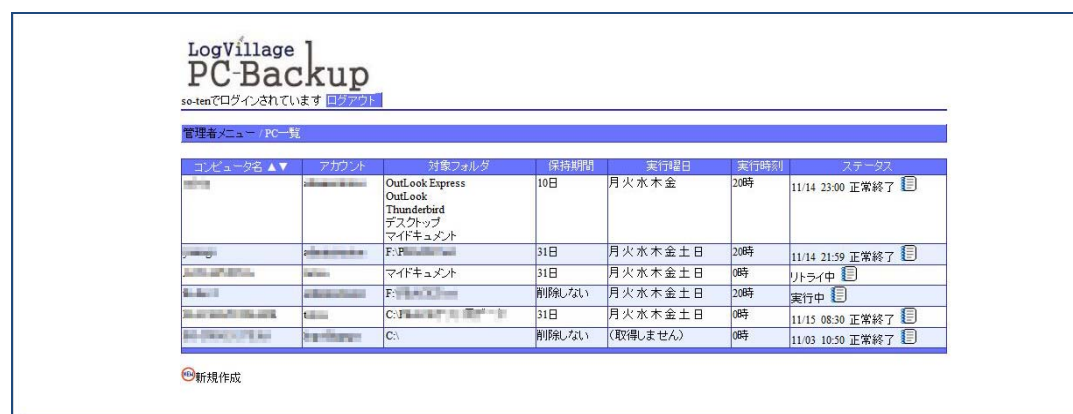 LogVillage
PC-Backup
so-tenでログインされています ログアウト
管理者メニュー / PC一覧
コンピュータ名 ▲▼ アカウント 対象フォルダ 保持期間 実行曜日 実行時刻 ステータス
OutLook Express 10日 月火水木金 20時 11/14 23:00 正常終了
OutLook
Thunderbird
デスクトップ
マイドキュメント
F:\P 31日 月火水木金土日 20時 11/14 21:59 正常終了
マイドキュメント 31日 月火水木金土日 0時 リトライ中
F: 削除しない 月火水木金土日 20時 実行中
C:\P 31日 月火水木金土日 0時 11/15 08:30 正常終了
C:\ 削除しない (取得しません) 0時 11/03 10:50 正常終了
NEW 新規作成